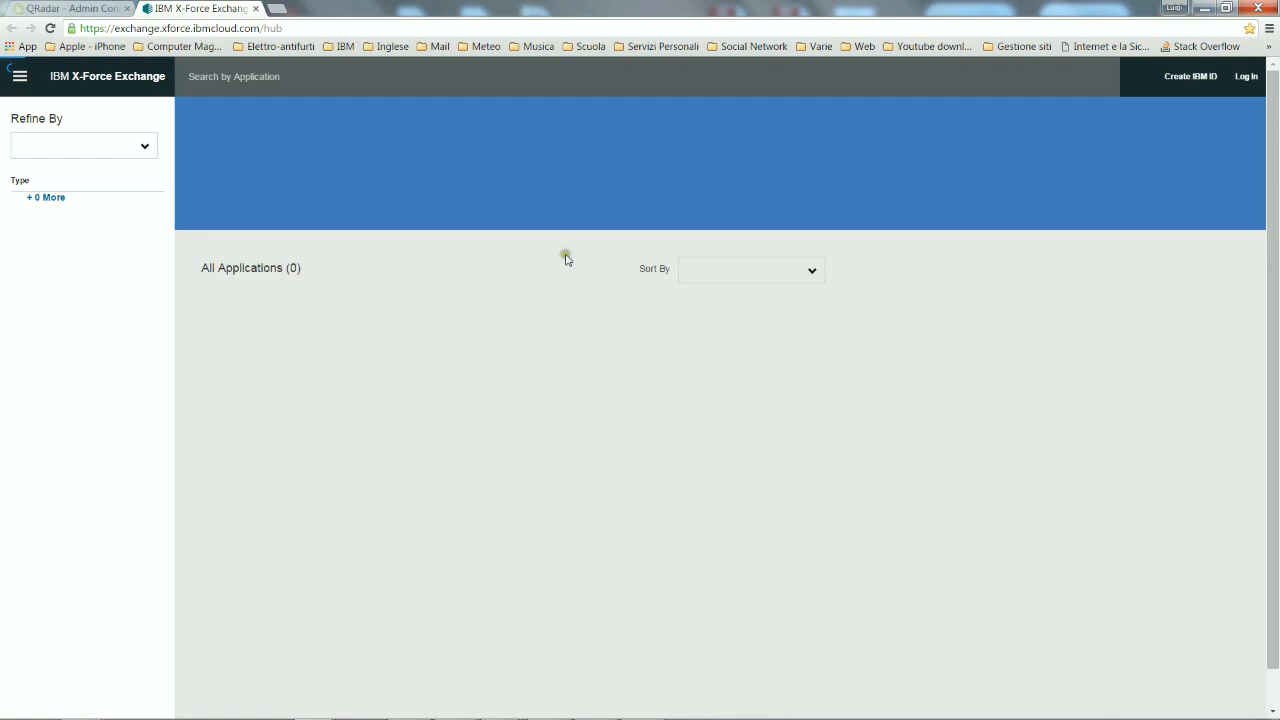 QRadar - Admin Con
IBM X-Force Exchang
Luigi
https://exchange.xforce.ibmcloud.com/hub
App Apple - iPhone Computer Mag... Elettro-antifurti IBM Inglese Mail Meteo Musica Scuola Servizi Personali Social Network Varie Web Youtube downl... Gestione siti Internet e la Sic... Stack Overflow »
IBM X-Force Exchange Search by Application Create IBM ID Log In
Refine By
Type
+ 0 More
All Applications (0) Sort By